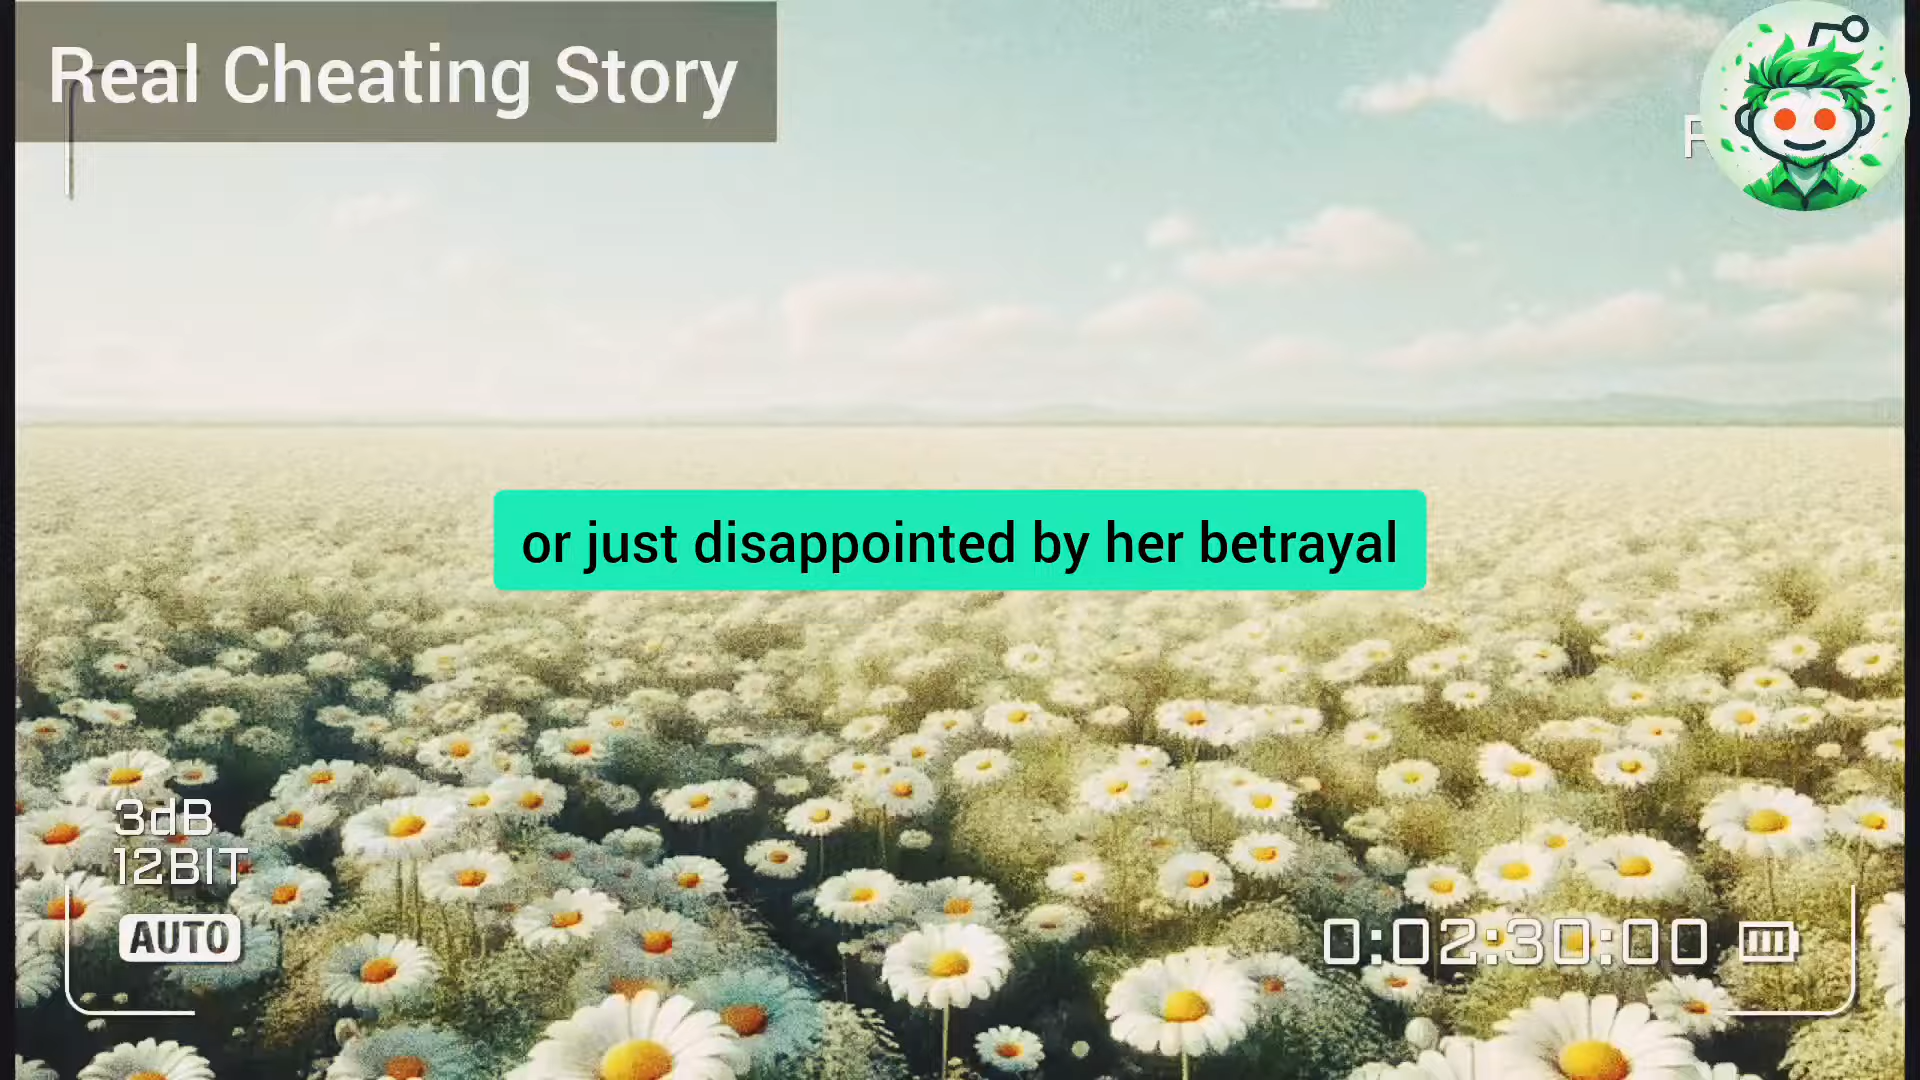 Real Cheating Story
or just disappointed by her betrayal
3dB
12BIT
AUTO
0:02:30:00